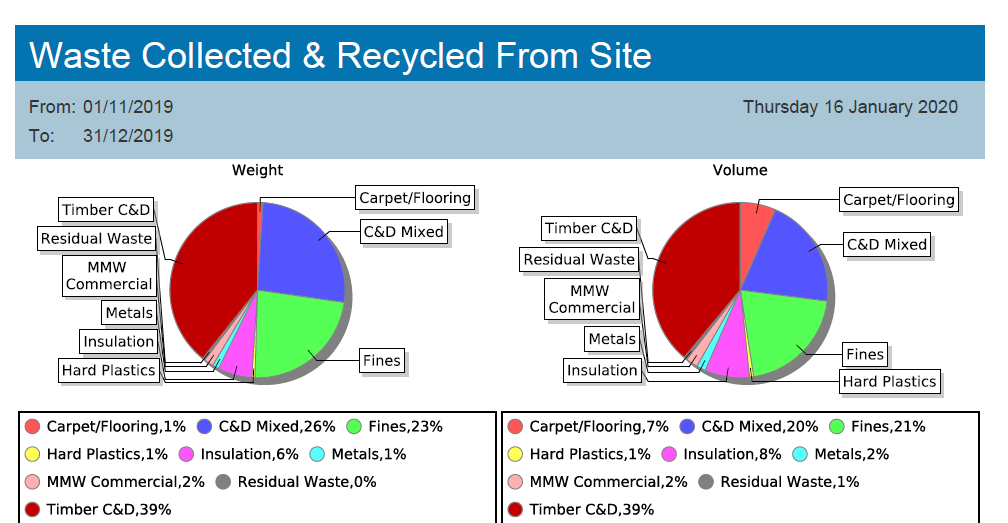 Waste Collected & Recycled From Site
From: 01/11/2019
Thursday 16 January 2020
To: 31/12/2019
Weight
Carpet/Flooring
Timber C&D
C&D Mixed
Residual Waste
MMW
Commercial
Metals
Insulation
Fines
Hard Plastics
Carpet/Flooring,1% C&D Mixed,26% Fines,23%
Hard Plastics,1% Insulation,6% Metals,1%
MMW Commercial,2% Residual Waste,0%
Timber C&D,39%
Volume
Carpet/Flooring
Timber C&D
C&D Mixed
Residual Waste
MMW
Commercial
Metals
Fines
Insulation
Hard Plastics
Carpet/Flooring,7% C&D Mixed,20% Fines,21%
Hard Plastics,1% Insulation,8% Metals,2%
MMW Commercial,2% Residual Waste,1%
Timber C&D,39%